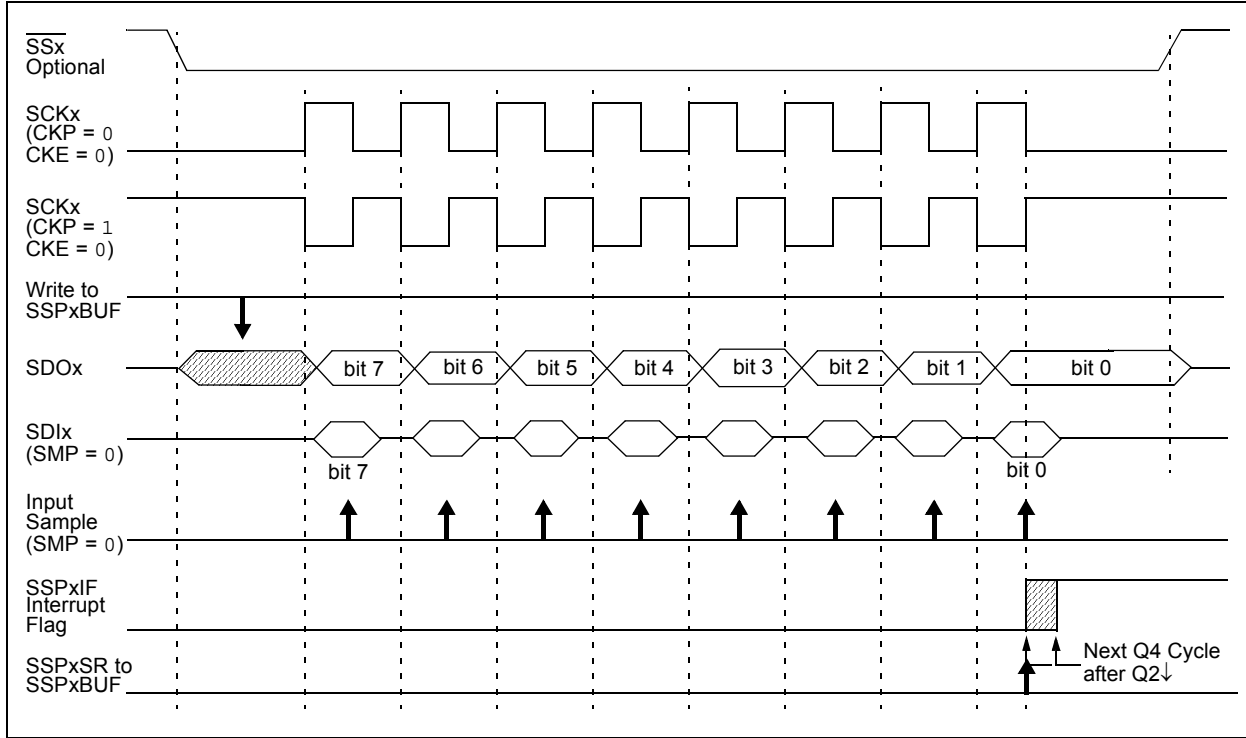 SSx
Optional
SCKx
(CKP = 0
CKE = 0)
SCKx
(CKP = 1
CKE = 0)
Write to
SSPxBUF
SDOx
bit 7
bit 6
bit 5
bit 4
bit 3
bit 2
bit 1
bit 0
SDIx
(SMP = 0)
bit 7
bit 0
Input
Sample
(SMP = 0)
SSPxIF
Interrupt
Flag
SSPxSR to
SSPxBUF
Next Q4 Cycle
after Q2↓